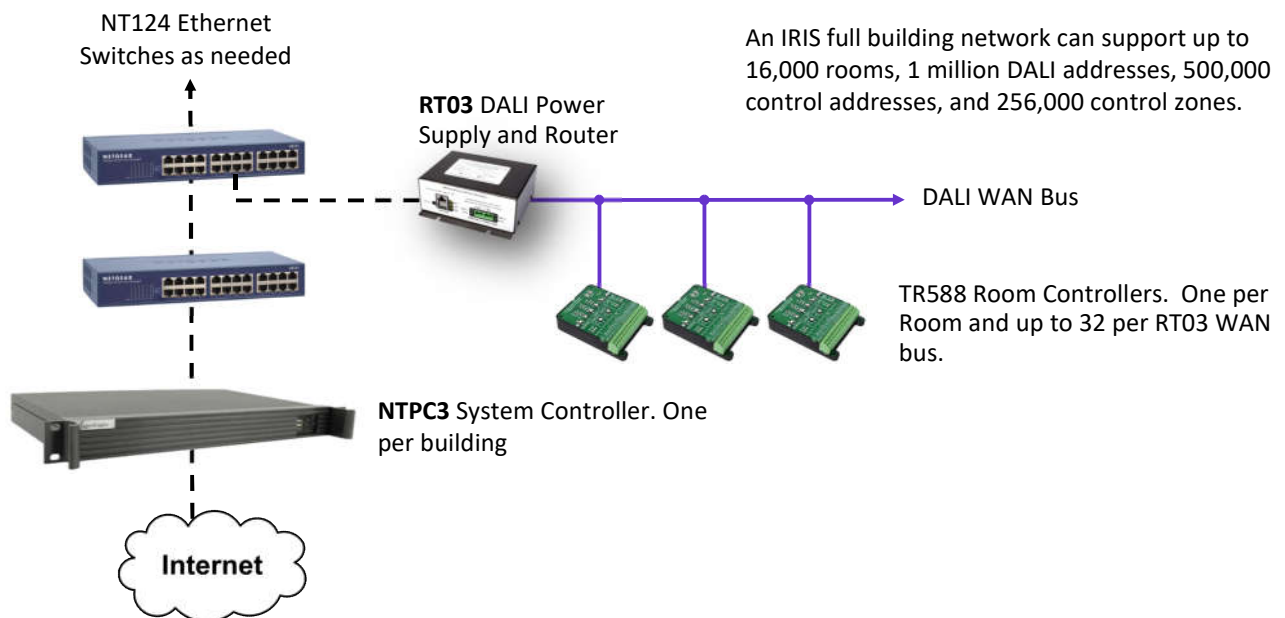 NT124 Ethernet
Switches as needed
An IRIS full building network can support up to
16,000 rooms, 1 million DALI addresses, 500,000
control addresses, and 256,000 control zones.
RT03 DALI Power
Supply and Router
NETGEAR
DALI WAN Bus
NETGEAR
TR588 Room Controllers.  One per
Room and up to 32 per RT03 WAN
bus.
NTPC3 System Controller. One
per building
Internet